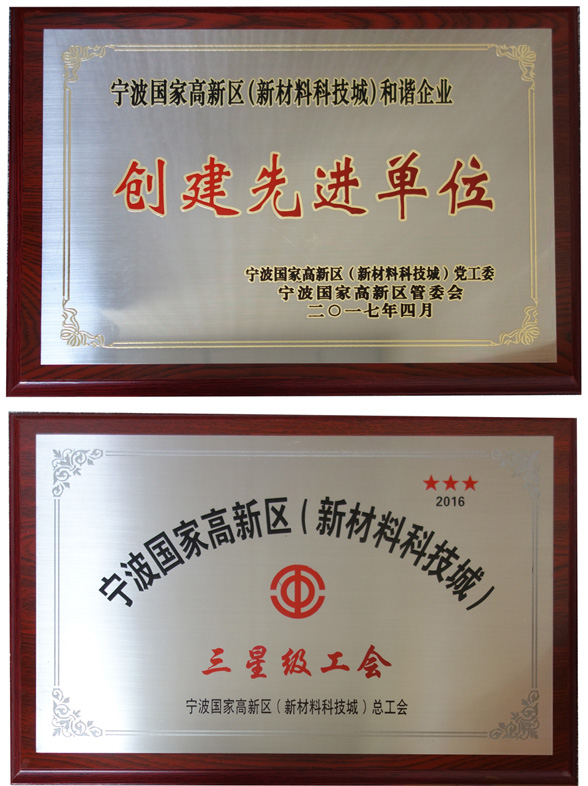 宁波国家高新区(新材料科技城)和谐企业
创建先进单位
宁波国家高新区（新材料科技城）党工委
宁波国家高新区管委会
二〇一七年四月
★★★
2016
宁波国家高新区（新材料科技城）
三星级工会
宁波国家高新区（新材料科技城）总工会